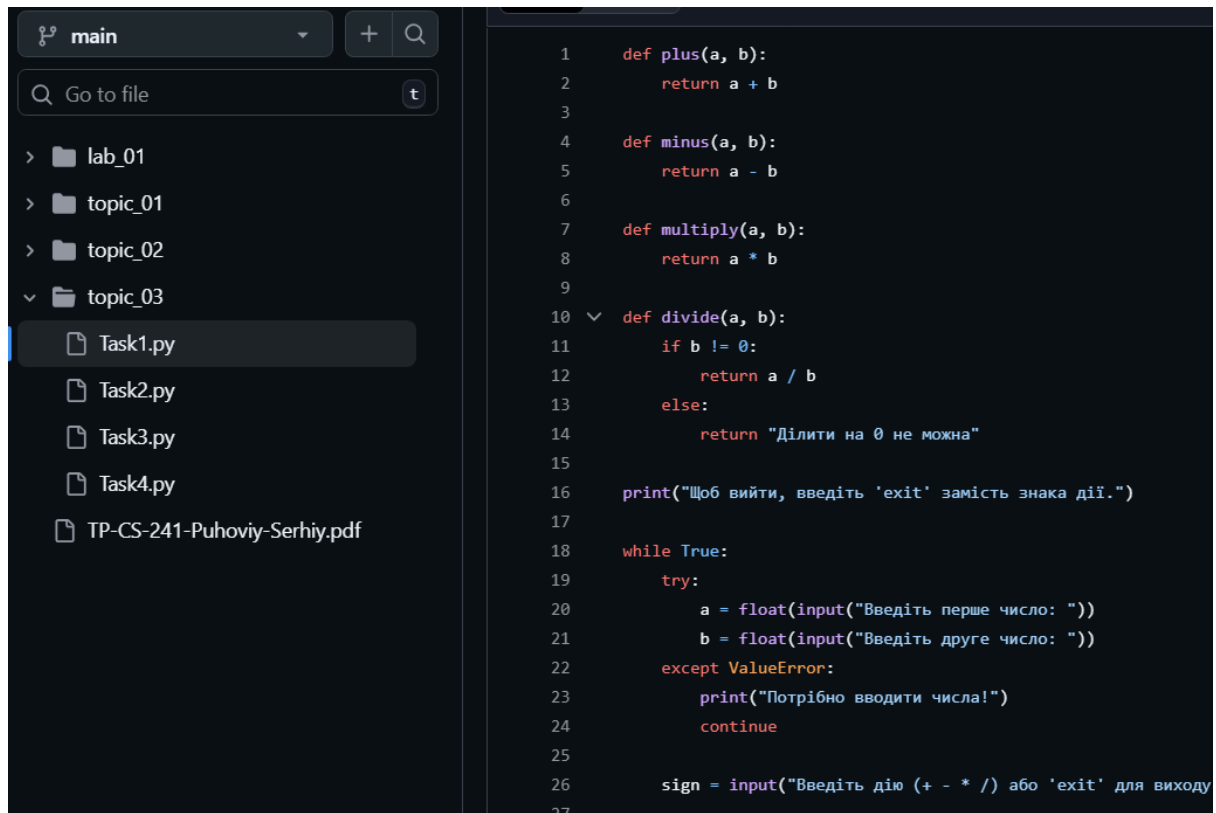 main
Go to file
t
lab_01
topic_01
topic_02
topic_03
Task1.py
Task2.py
Task3.py
Task4.py
TP-CS-241-Puhoviy-Serhiy.pdf
1 def plus(a, b):
2     return a + b
3
4 def minus(a, b):
5     return a - b
6
7 def multiply(a, b):
8     return a * b
9
10 def divide(a, b):
11     if b != 0:
12         return a / b
13     else:
14         return "Ділити на 0 не можна"
15
16 print("Щоб вийти, введіть 'exit' замість знака дії.")
17
18 while True:
19     try:
20         a = float(input("Введіть перше число: "))
21         b = float(input("Введіть друге число: "))
22     except ValueError:
23         print("Потрібно вводити числа!")
24         continue
25
26     sign = input("Введіть дію (+ - * /) або 'exit' для виходу
27